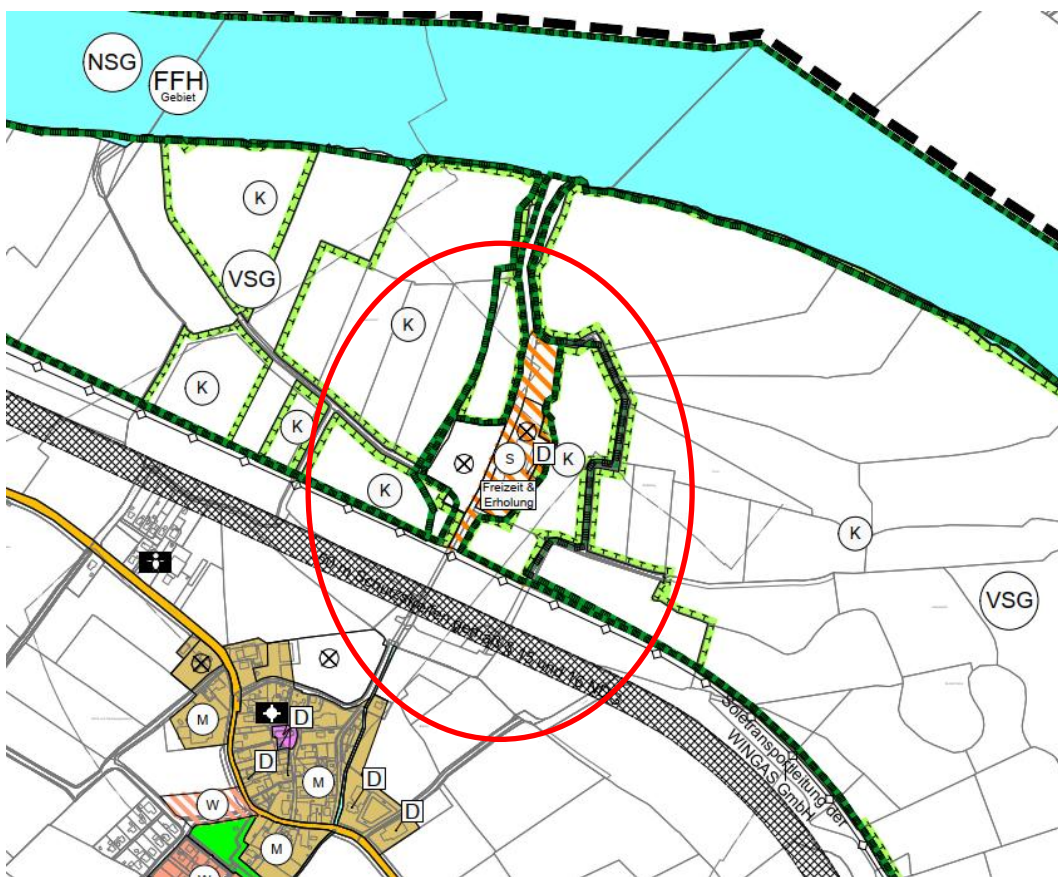 NSG
FFH
Gebiet
K
VSG
K
K
K
K
S
D
K
Freizeit &
Erholung
K
VSG
Soletransportleitung der
WINGAS GmbH
M
D
M
D
D
W
M
W